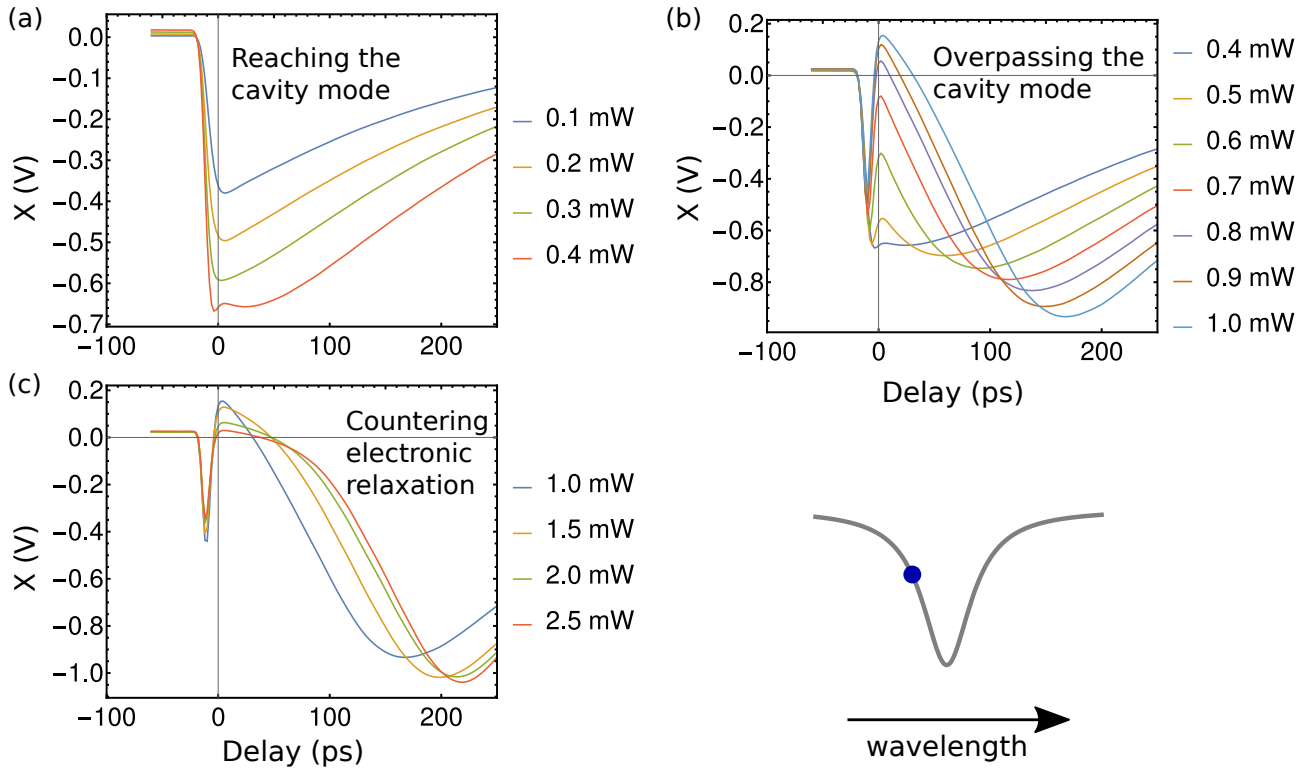 (a)
0.0
−0.1
−0.2
−0.3
−0.4
−0.5
−0.6
−0.7
X (V)
−100
0
100
200
Reaching the
cavity mode
0.1 mW
0.2 mW
0.3 mW
0.4 mW
(b)
0.2
0.0
−0.2
−0.4
−0.6
−0.8
X (V)
−100
0
100
200
Delay (ps)
Overpassing the
cavity mode
0.4 mW
0.5 mW
0.6 mW
0.7 mW
0.8 mW
0.9 mW
1.0 mW
(c)
0.2
0.0
−0.2
−0.4
−0.6
−0.8
−1.0
X (V)
−100
0
100
200
Delay (ps)
Countering
electronic
relaxation
1.0 mW
1.5 mW
2.0 mW
2.5 mW
wavelength